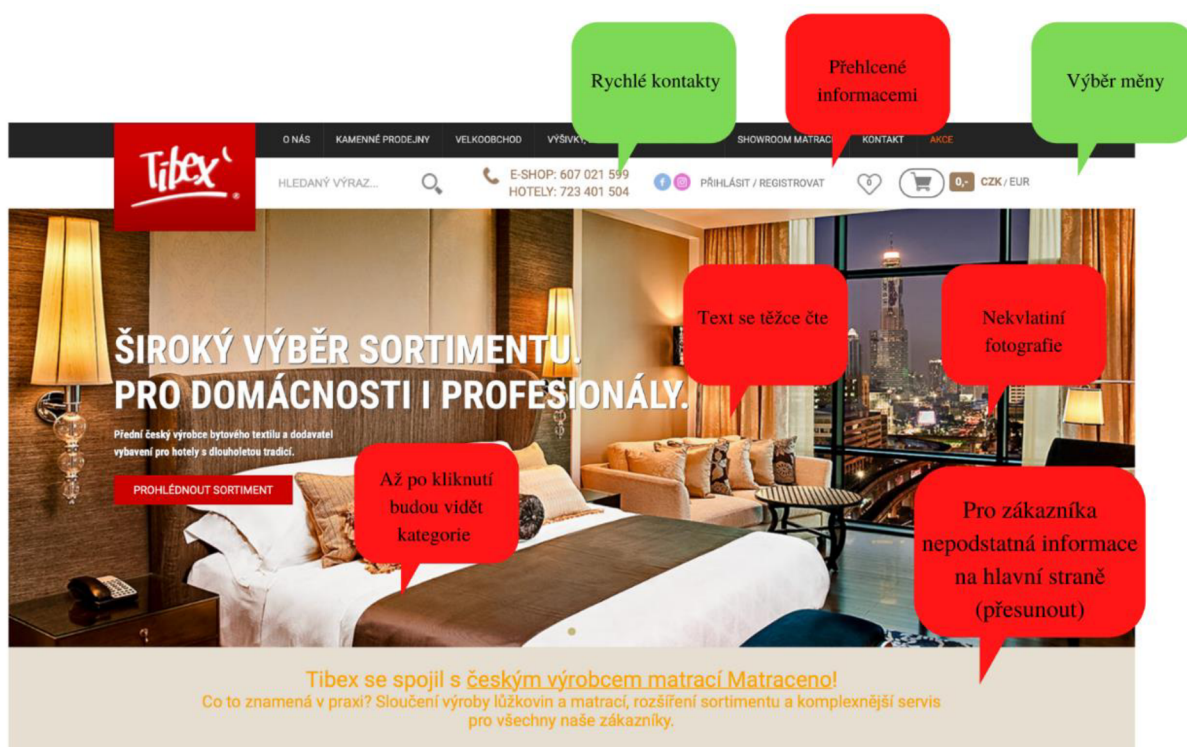 Rychlé kontakty
Přehlcené
informacemi
Výběr měny
Tibex
O NÁS KAMENNÉ PRODEJNY VELKOOBCHOD VÝŠIVKY, SHOWROOM MATRAC KONTAKT AKCE
HLEDANÝ VÝRAZ...
E-SHOP: 607 021 599
HOTELY: 723 401 504
PŘIHLÁSIT / REGISTROVAT
0
0,- CZK / EUR
Text se těžce čte
Nekvlatiní
fotografie
ŠIROKÝ VÝBĚR SORTIMENTU.
PRO DOMÁCNOSTI I PROFESIONÁLY.
Přední český výrobce bytového textilu a dodavatel
vybavení pro hotely s dlouholetou tradicí.
PROHLÉDNOUT SORTIMENT
Až po kliknutí
budou vidět
kategorie
Pro zákazníka
nepodstatná informace
na hlavní straně
(přesunout)
Tibex se spojil s českým výrobcem matrací Matraceno!
Co to znamená v praxi? Sloučení výroby lůžkovin a matrací, rozšíření sortimentu a komplexnější servis
pro všechny naše zákazníky.